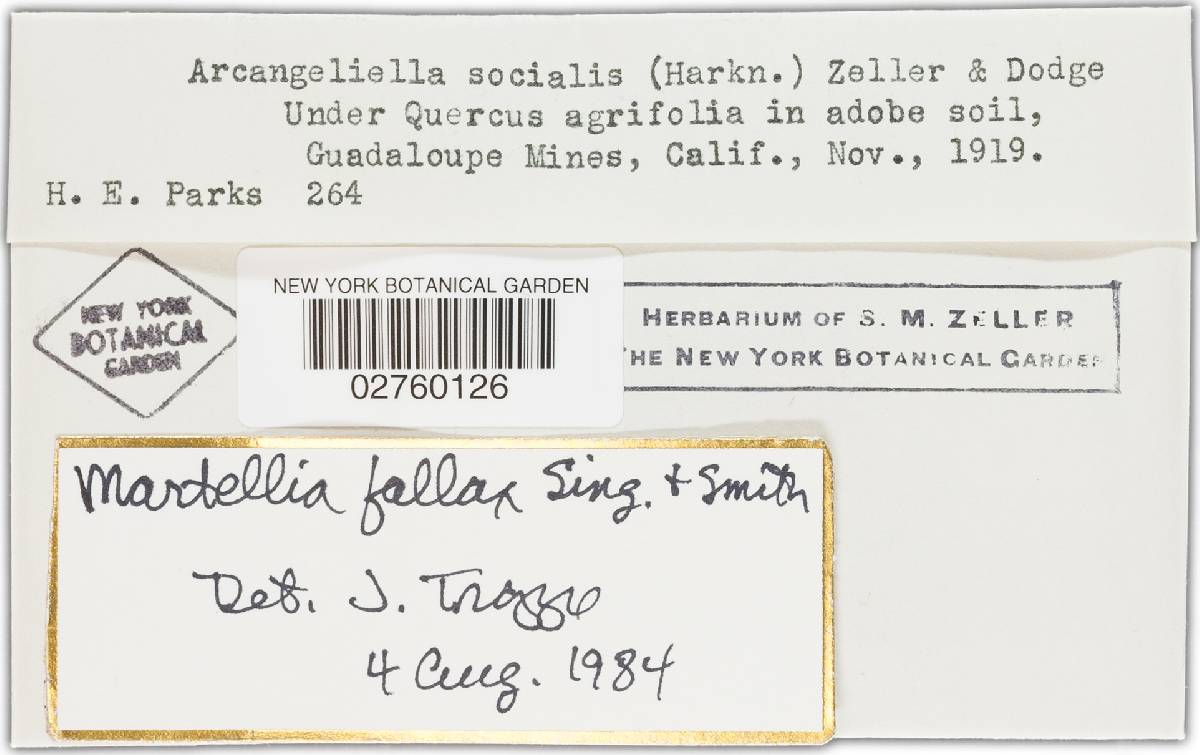 Arcangeliella socialis (Harkn.) Zeller & Dodge
Under Quercus agrifolia in adobe soil,
Guadaloupe Mines, Calif., Nov., 1919.
H. E. Parks 264
NEW YORK
BOTANICAL
GARDEN
NEW YORK BOTANICAL GARDEN
02760126
HERBARIUM OF S. M. ZELLER
THE NEW YORK BOTANICAL GARDEN
Martellia fallax Sing. & Smith
Det. J. Trappe
4 Aug. 1984